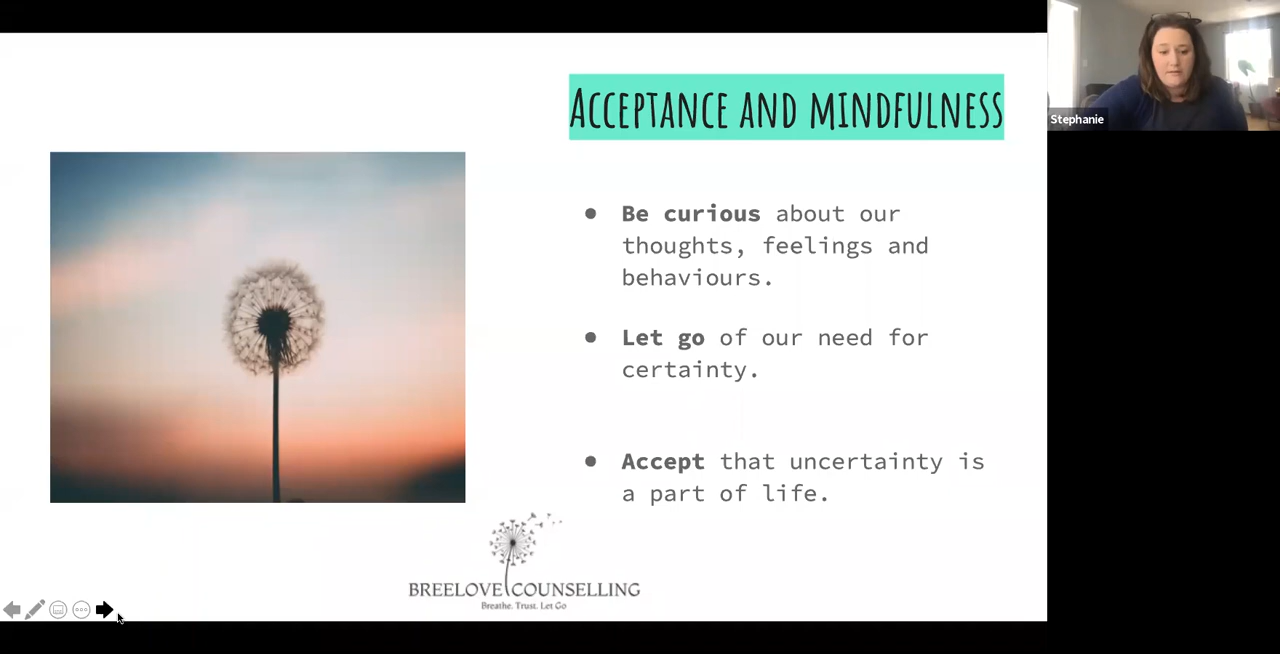 Acceptance and mindfulness
Stephanie
● Be curious about our
thoughts, feelings and
behaviours.
● Let go of our need for
certainty.
● Accept that uncertainty is
a part of life.
BREELOVE COUNSELLING
Breathe. Trust. Let Go